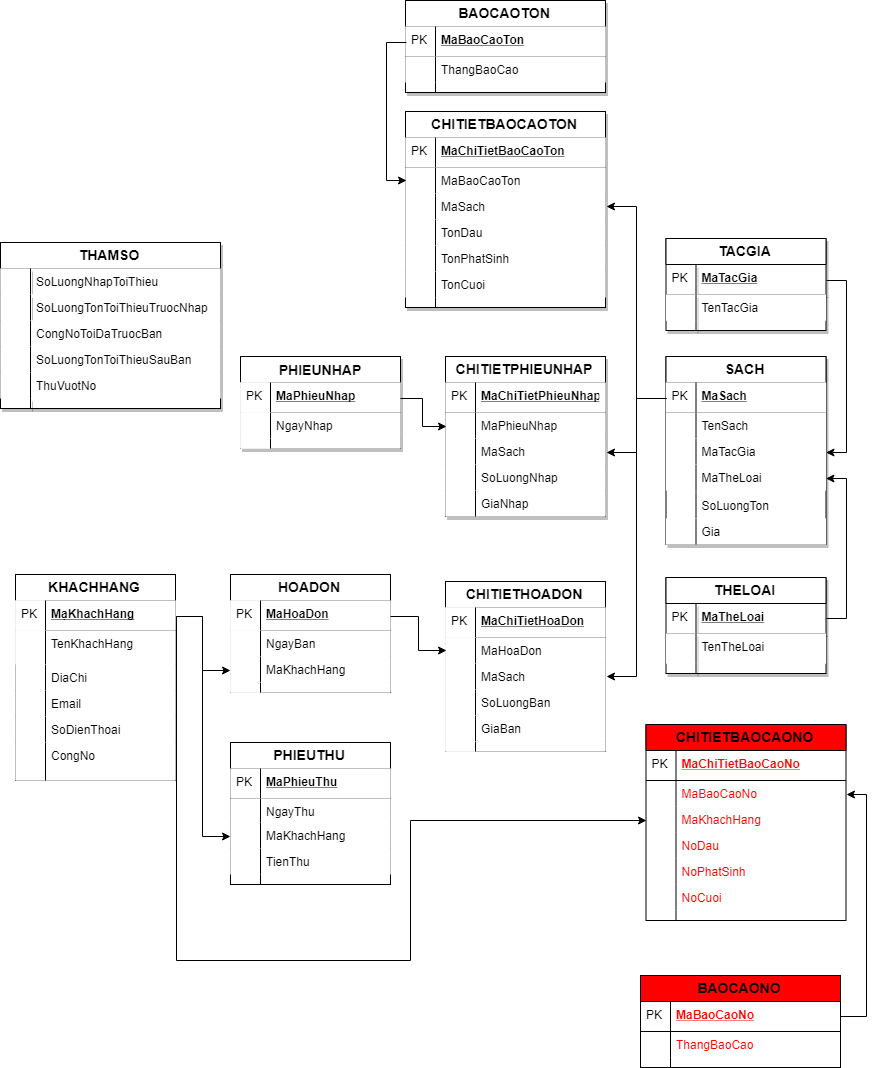 BAOCAOTON
PK MaBaoCaoTon
ThangBaoCao
CHITIETBAOCAOTON
PK MaChiTietBaoCaoTon
MaBaoCaoTon
MaSach
TonDau
TonPhatSinh
TonCuoi
THAMSO
SoLuongNhapToiThieu
SoLuongTonToiThieuTruocNhap
CongNoToiDaTruocBan
SoLuongTonToiThieuSauBan
ThuVuotNo
TACGIA
PK MaTacGia
TenTacGia
PHIEUNHAP
PK MaPhieuNhap
NgayNhap
CHITIETPHIEUNHAP
PK MaChiTietPhieuNhap
MaPhieuNhap
MaSach
SoLuongNhap
GiaNhap
SACH
PK MaSach
TenSach
MaTacGia
MaTheLoai
SoLuongTon
Gia
KHACHHANG
PK MaKhachHang
TenKhachHang
DiaChi
Email
SoDienThoai
CongNo
HOADON
PK MaHoaDon
NgayBan
MaKhachHang
CHITIETHOADON
PK MaChiTietHoaDon
MaHoaDon
MaSach
SoLuongBan
GiaBan
THELOAI
PK MaTheLoai
TenTheLoai
PHIEUTHU
PK MaPhieuThu
NgayThu
MaKhachHang
TienThu
CHITIETBAOCAONO
PK MaChiTietBaoCaoNo
MaBaoCaoNo
MaKhachHang
NoDau
NoPhatSinh
NoCuoi
BAOCAONO
PK MaBaoCaoNo
ThangBaoCao